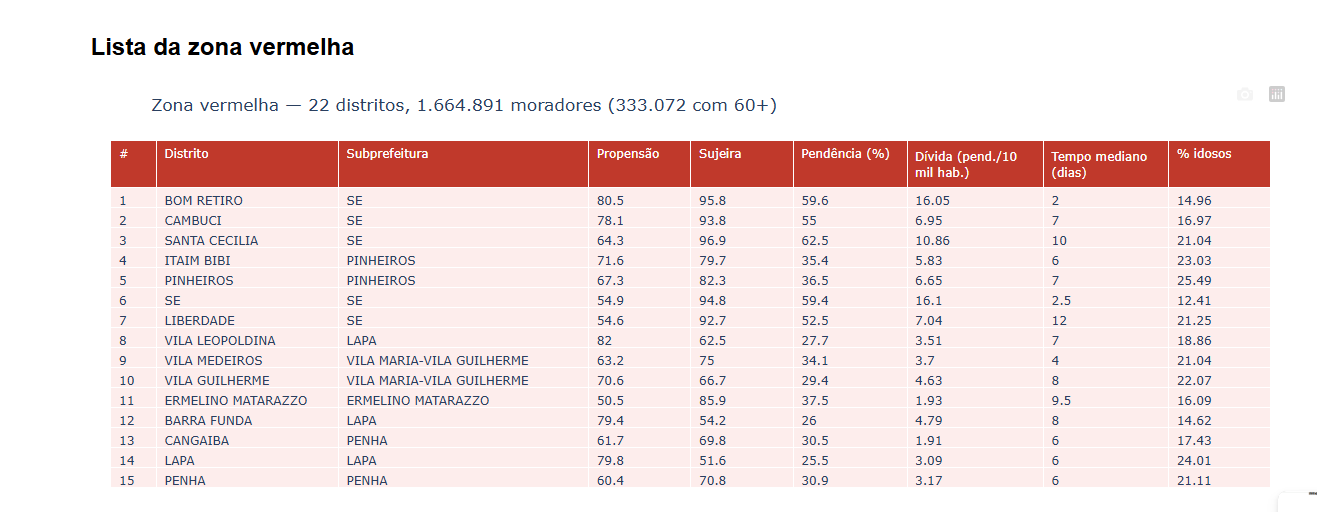 Lista da zona vermelha
Zona vermelha — 22 distritos, 1.664.891 moradores (333.072 com 60+)
# Distrito Subprefeitura Propensão Sujeira Pendência (%) Dívida (pend./10 mil hab.) Tempo mediano (dias) % idosos
1 BOM RETIRO SE 80.5 95.8 59.6 16.05 2 14.96
2 CAMBUCI SE 78.1 93.8 55 6.95 7 16.97
3 SANTA CECILIA SE 64.3 96.9 62.5 10.86 10 21.04
4 ITAIM BIBI PINHEIROS 71.6 79.7 35.4 5.83 6 23.03
5 PINHEIROS PINHEIROS 67.3 82.3 36.5 6.65 7 25.49
6 SE SE 54.9 94.8 59.4 16.1 2.5 12.41
7 LIBERDADE SE 54.6 92.7 52.5 7.04 12 21.25
8 VILA LEOPOLDINA LAPA 82 62.5 27.7 3.51 7 18.86
9 VILA MEDEIROS VILA MARIA-VILA GUILHERME 63.2 75 34.1 3.7 4 21.04
10 VILA GUILHERME VILA MARIA-VILA GUILHERME 70.6 66.7 29.4 4.63 8 22.07
11 ERMELINO MATARAZZO ERMELINO MATARAZZO 50.5 85.9 37.5 1.93 9.5 16.09
12 BARRA FUNDA LAPA 79.4 54.2 26 4.79 8 14.62
13 CANGAIBA PENHA 61.7 69.8 30.5 1.91 6 17.43
14 LAPA LAPA 79.8 51.6 25.5 3.09 6 24.01
15 PENHA PENHA 60.4 70.8 30.9 3.17 6 21.11